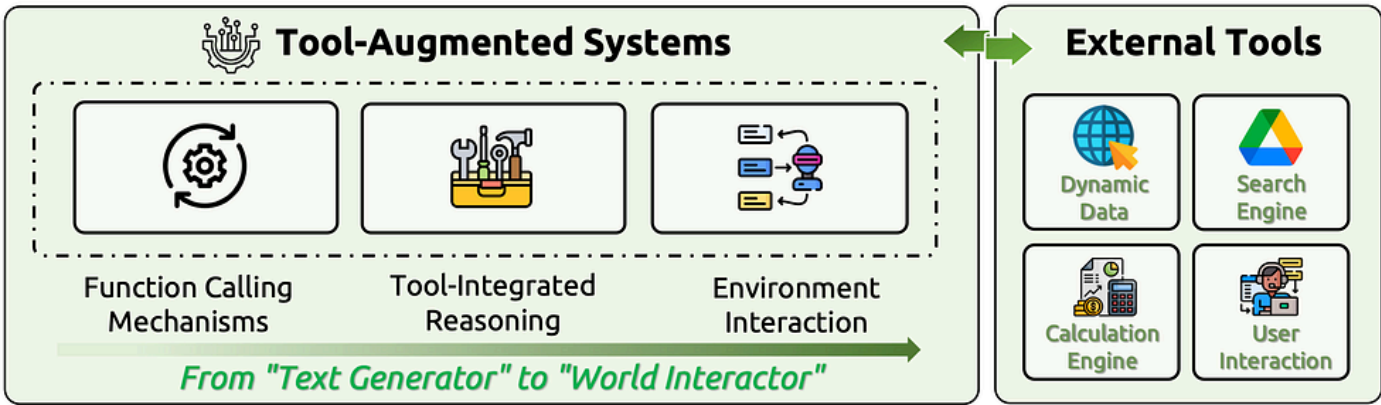 Tool-Augmented Systems
Function Calling
Mechanisms
Tool-Integrated
Reasoning
Environment
Interaction
From "Text Generator" to "World Interactor"
External Tools
Dynamic
Data
Search
Engine
Calculation
Engine
User
Interaction